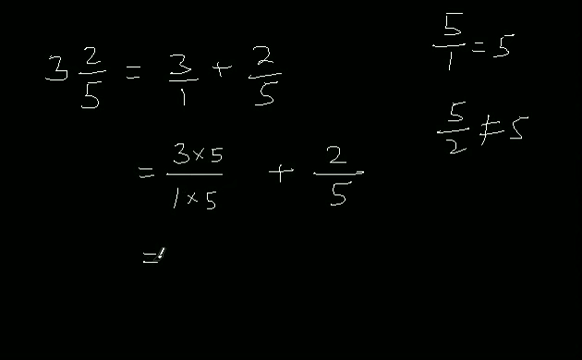 3 2/5 = 3/1 + 2/5
= 3×5/1×5 + 2/5
=
5/1 = 5
5/2 ≠ 5